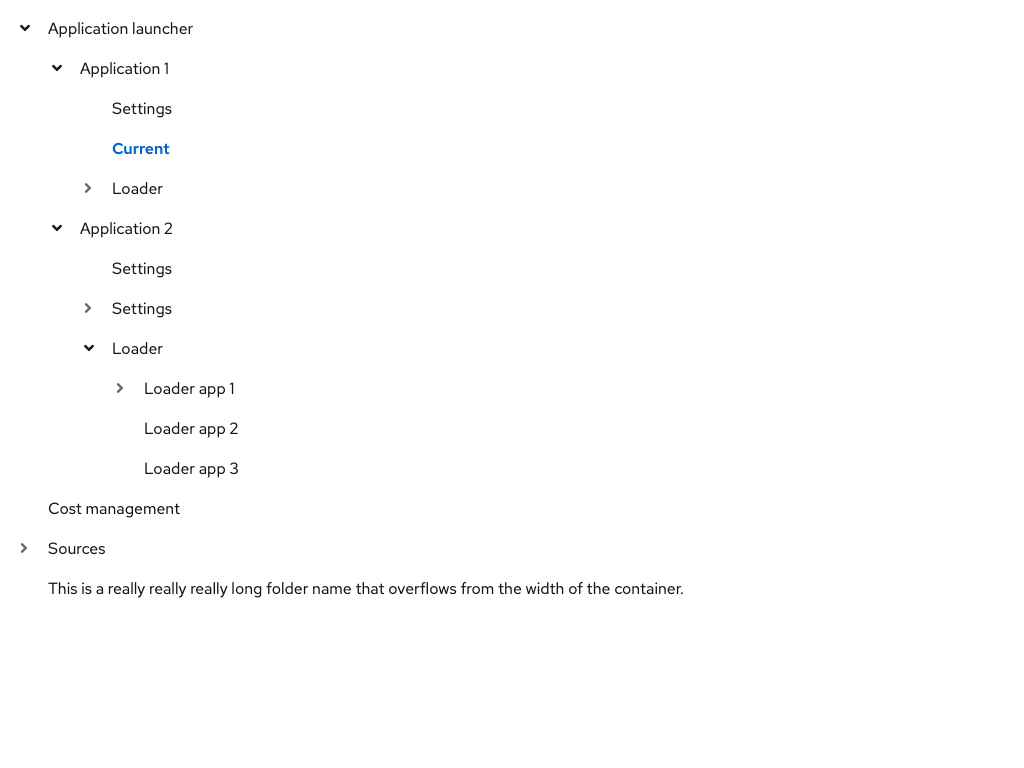 Application launcher
Application 1
Settings
Current
Loader
Application 2
Settings
Settings
Loader
Loader app 1
Loader app 2
Loader app 3
Cost management
Sources
This is a really really really long folder name that overflows from the width of the container.